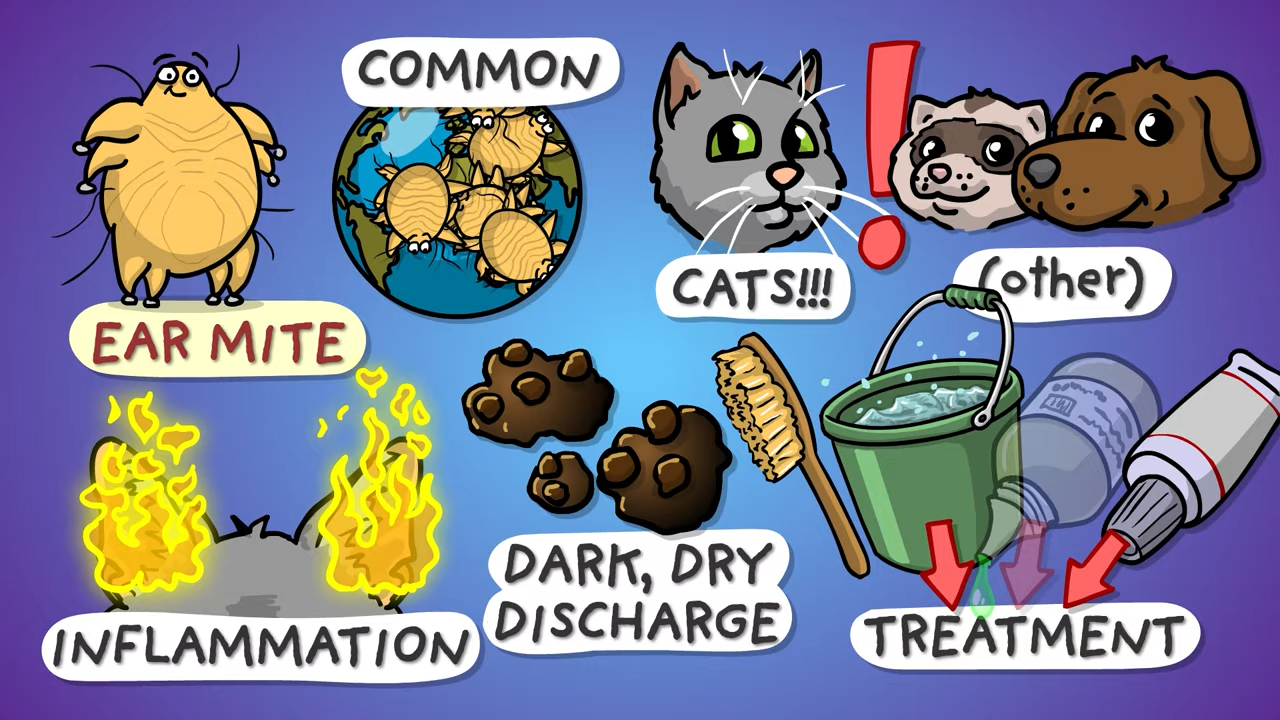 COMMON
CATS!!!
(other)
EAR MITE
INFLAMMATION
DARK, DRY
DISCHARGE
TREATMENT